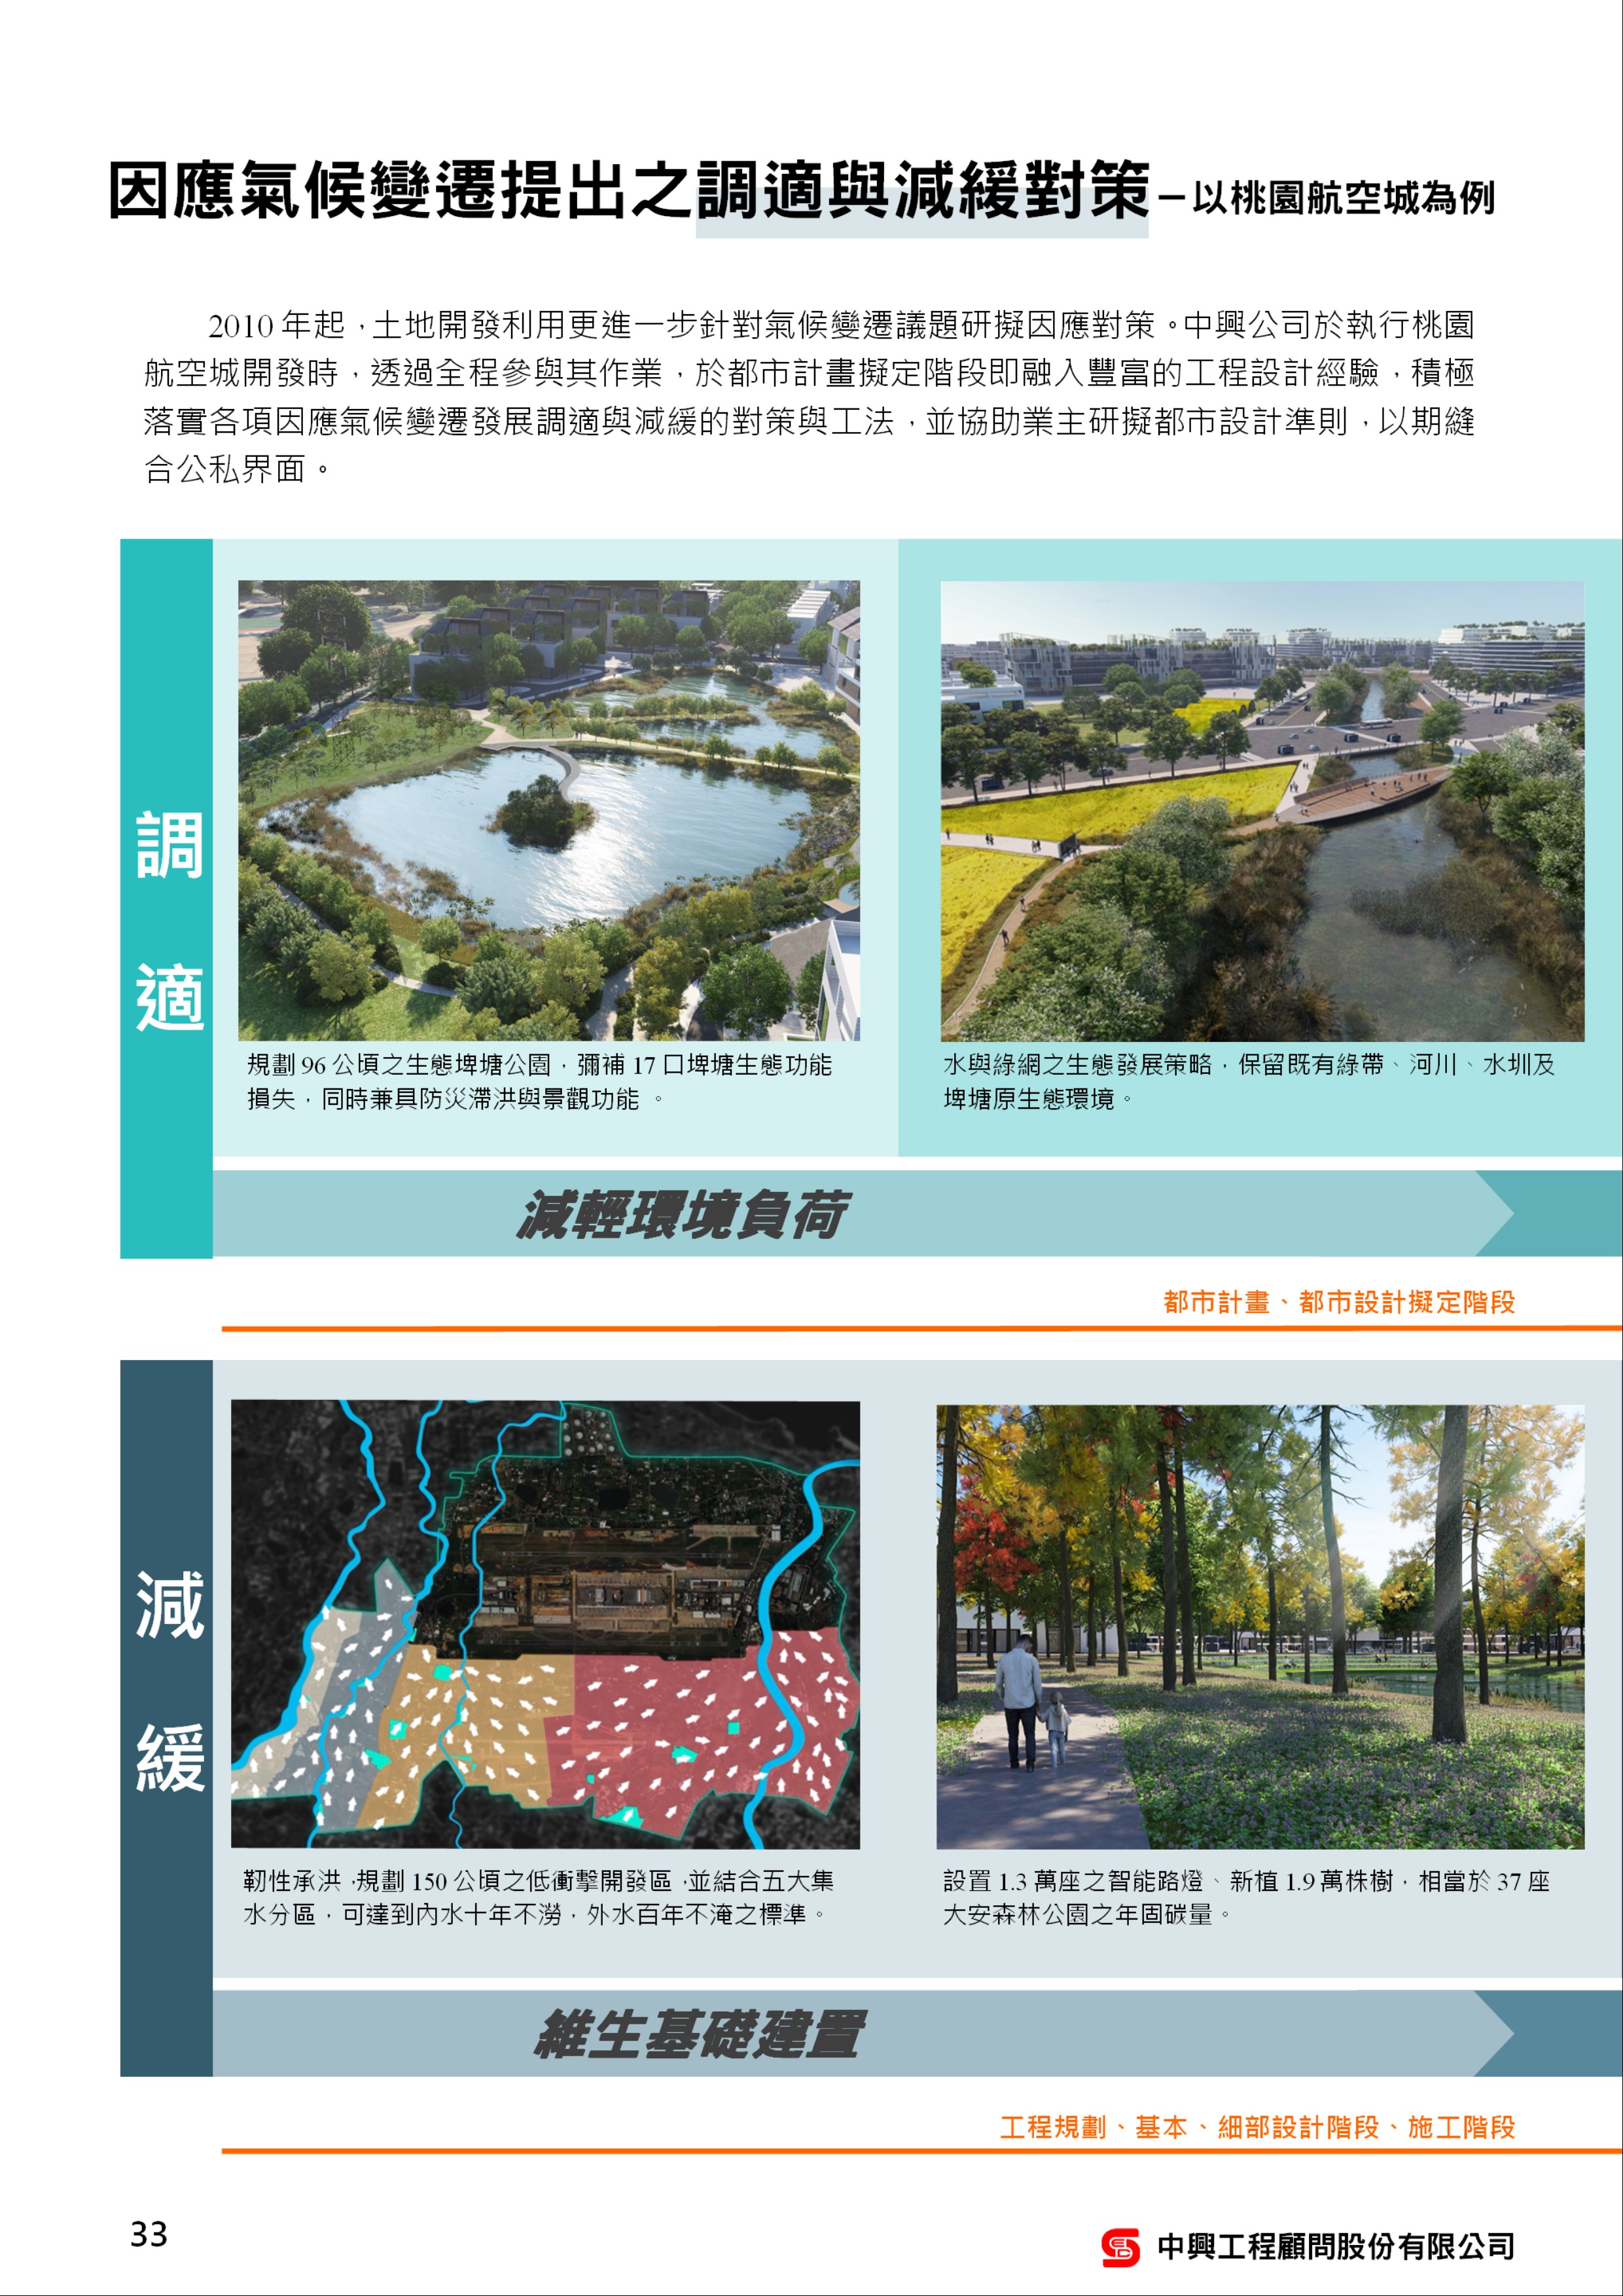 因應氣候變遷提出之調適與減緩對策－以桃園航空城為例
2010 年起，土地開發利用更進一步針對氣候變遷議題研擬因應對策。中興公司於執行桃園
航空城開發時，透過全程參與其作業，於都市計畫擬定階段即融入豐富的工程設計經驗，積極
落實各項因應氣候變遷發展調適與減緩的對策與工法，並協助業主研擬都市設計準則，以期縫
合公私界面。
調適
規劃 96 公頃之生態埤塘公園，彌補 17 口埤塘生態功能
損失，同時兼具防災滯洪與景觀功能 。
水與綠網之生態發展策略，保留既有綠帶、河川、水圳及
埤塘原生態環境。
減輕環境負荷
都市計畫、都市設計擬定階段
減緩
韌性承洪，規劃 150 公頃之低衝擊開發區，並結合五大集
水分區，可達到內水十年不澇，外水百年不淹之標準。
設置 1.3 萬座之智能路燈、新植 1.9 萬株樹，相當於 37 座
大安森林公園之年固碳量。
維生基礎建置
工程規劃、基本、細部設計階段、施工階段
33
中興工程顧問股份有限公司